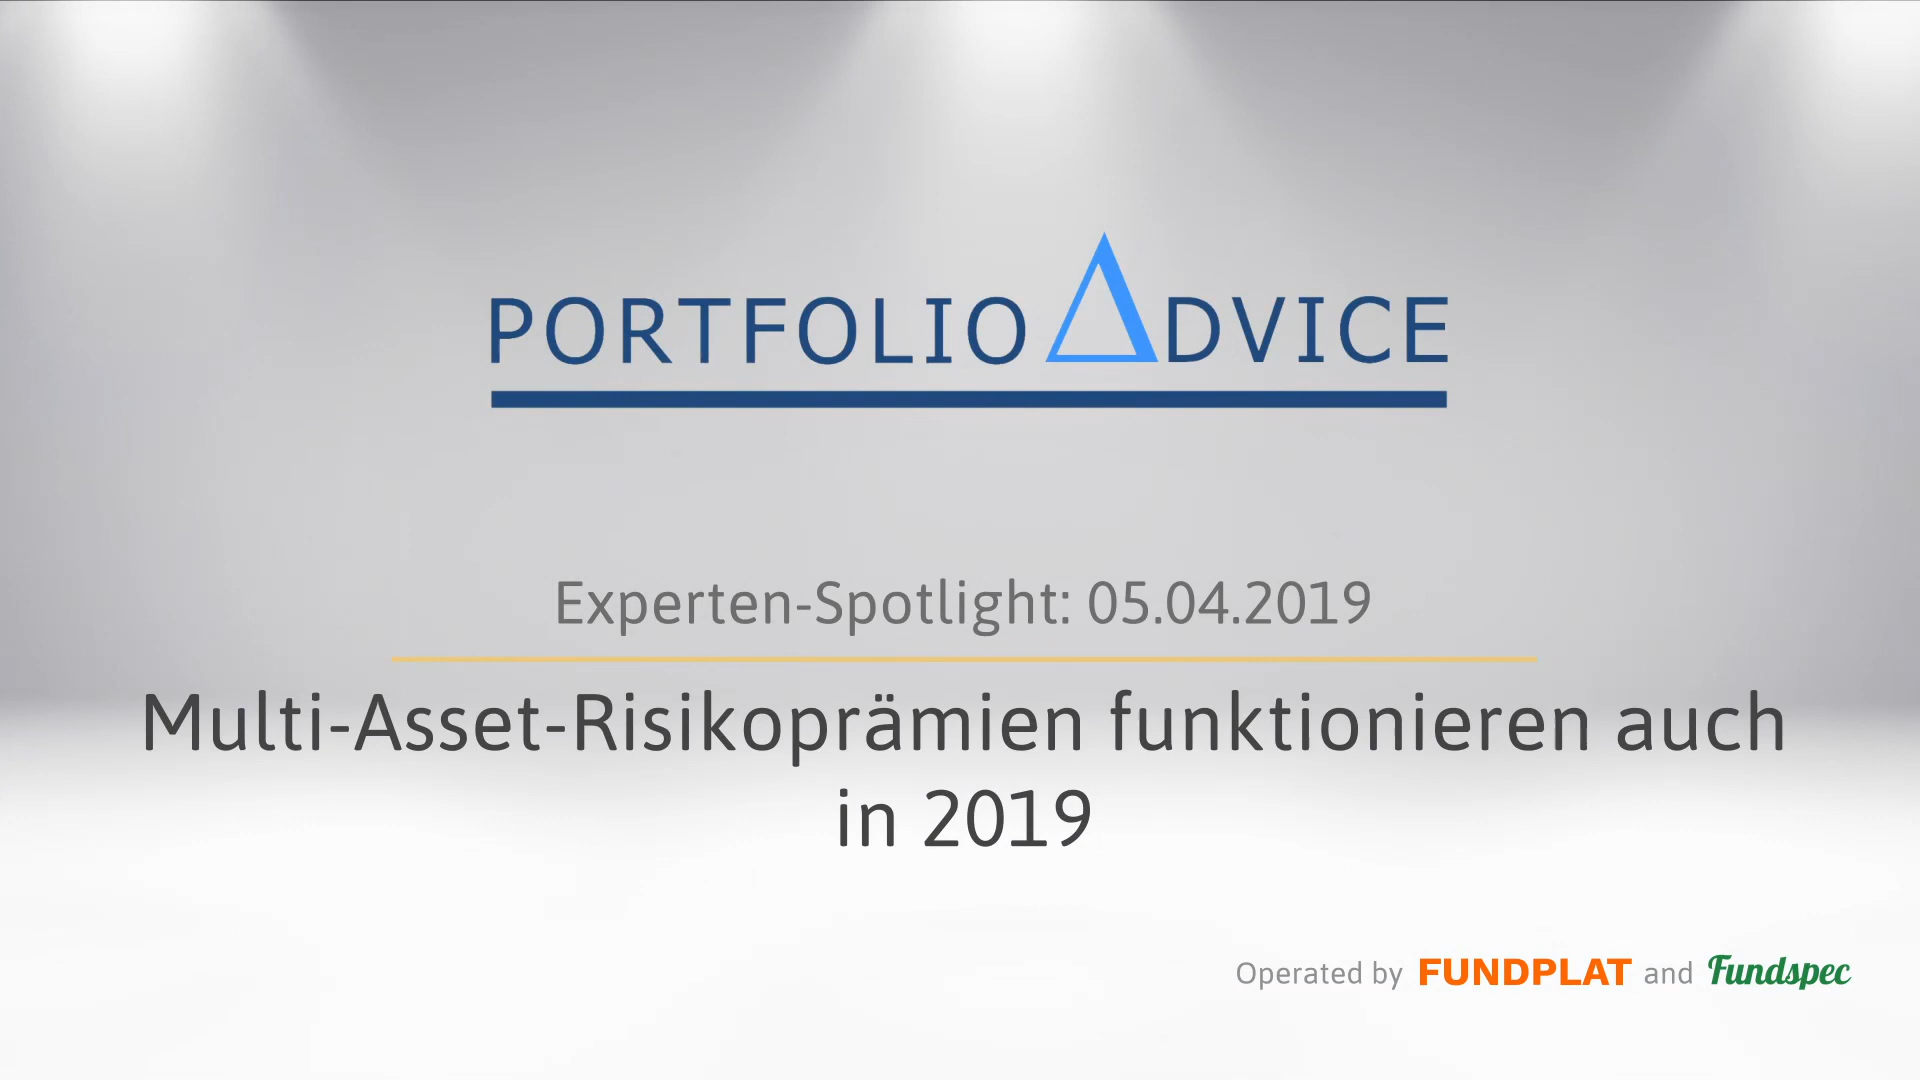 PORTFOLIO ADVICE
Experten-Spotlight: 05.04.2019
Multi-Asset-Risikoprämien funktionieren auch
in 2019
Operated by FUNDPLAT and Fundspec